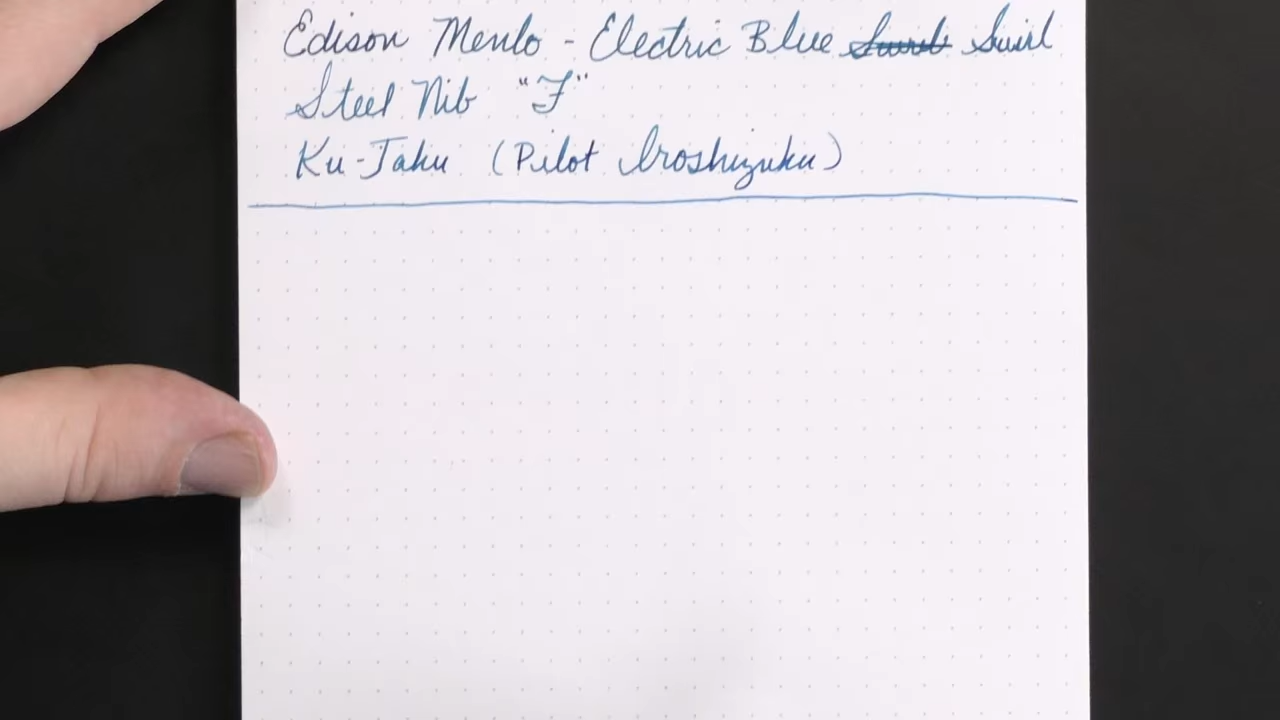 Edison Menlo - Electric Blue Swirl
Steel Nib "F"
Ku-Jaku (Pilot Iroshizuku)